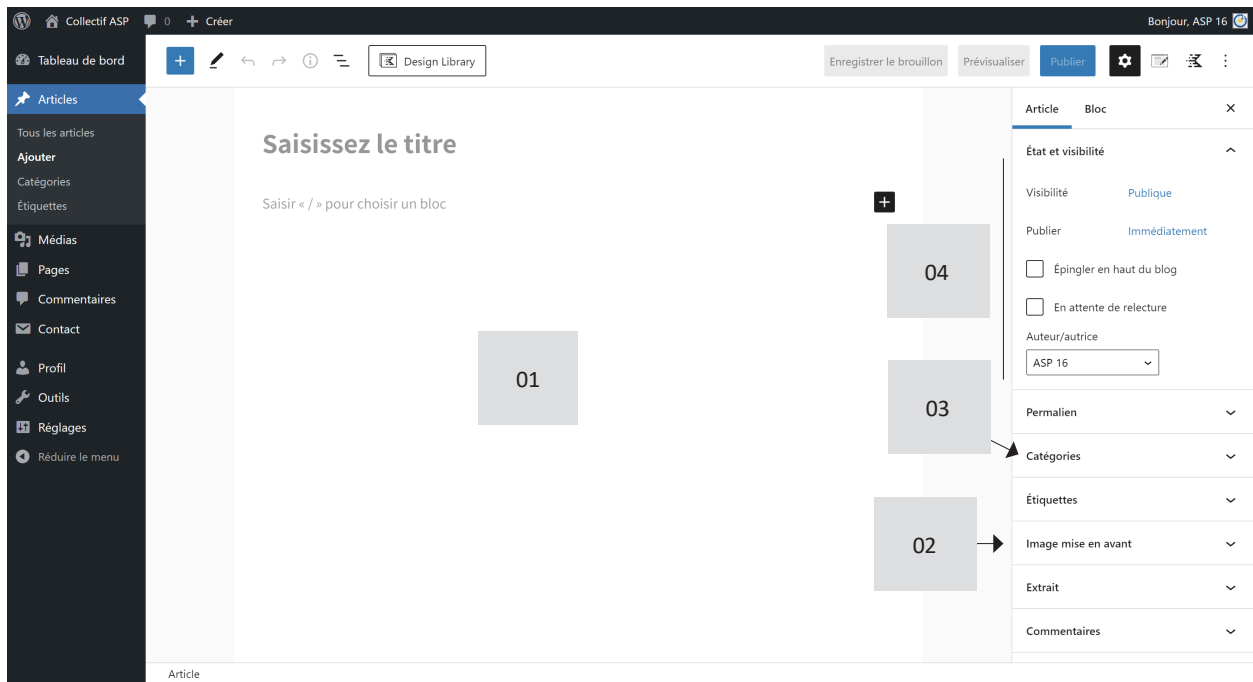 Collectif ASP 0 Créer Bonjour, ASP 16
Tableau de bord
Articles
Tous les articles
Ajouter
Catégories
Étiquettes
Médias
Pages
Commentaires
Contact
Profil
Outils
Réglages
Réduire le menu
Design Library Enregistrer le brouillon Prévisualiser Publier
Saisissez le titre
Saisir « / » pour choisir un bloc
01
04
03
02
Article Bloc
État et visibilité
Visibilité Publique
Publier Immédiatement
Épingler en haut du blog
En attente de relecture
Auteur/autrice
ASP 16
Permalien
Catégories
Étiquettes
Image mise en avant
Extrait
Commentaires
Article